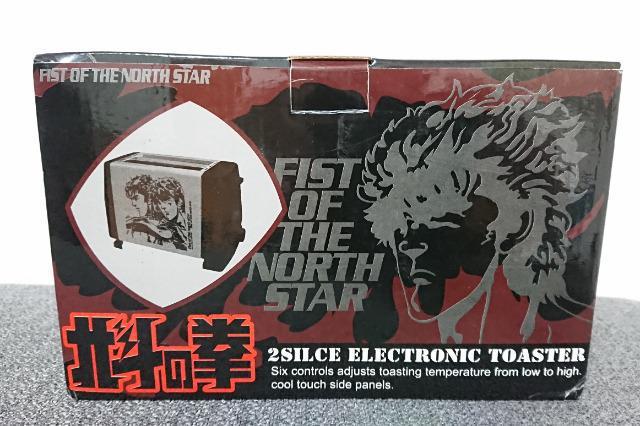 FIST OF THE NORTH STAR
FIST
OF
THE
NORTH
STAR
北斗の拳
2SILCE ELECTRONIC TOASTER
Six controls adjusts toasting temperature from low to high.
cool touch side panels.